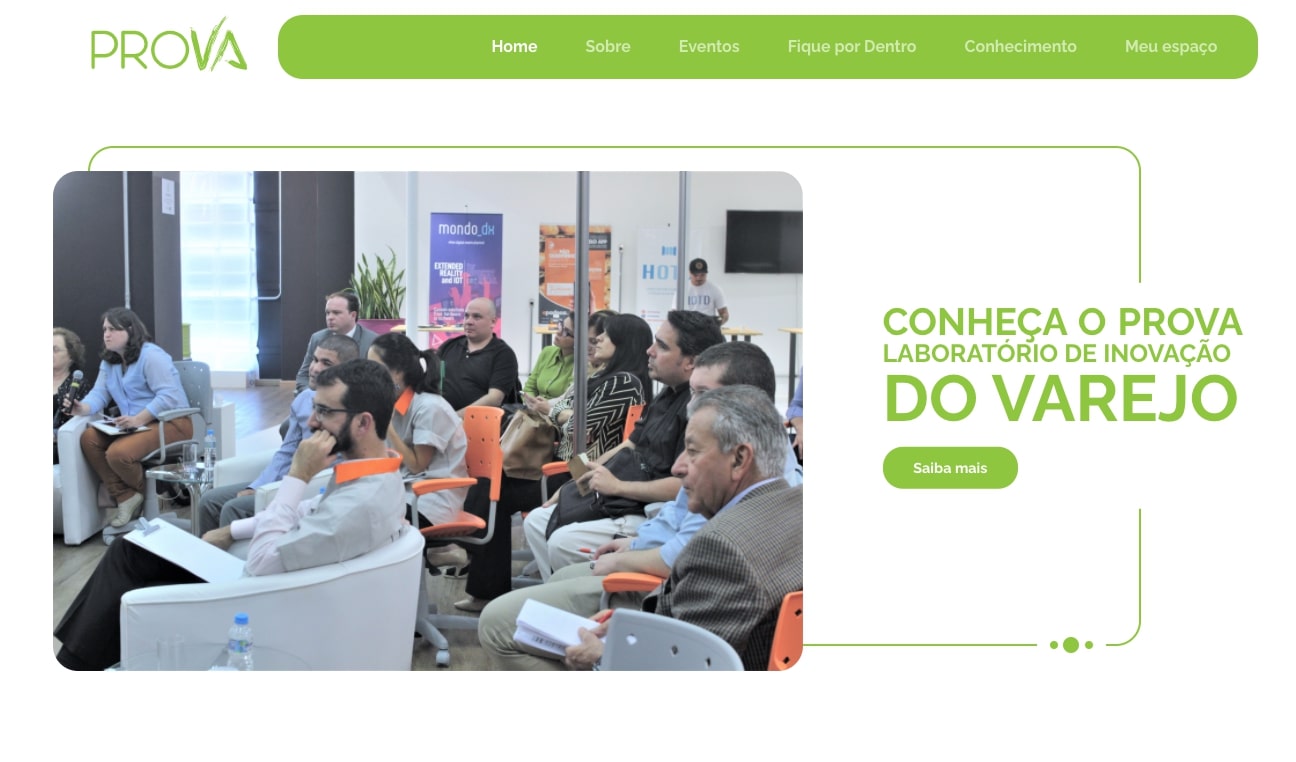 PROVA
Home Sobre Eventos Fique por Dentro Conhecimento Meu espaço
mondo_dx
EXTENDED
REALITY
and IOT
HOT
IOTD
CONHEÇA O PROVA
LABORATÓRIO DE INOVAÇÃO
DO VAREJO
Saiba mais